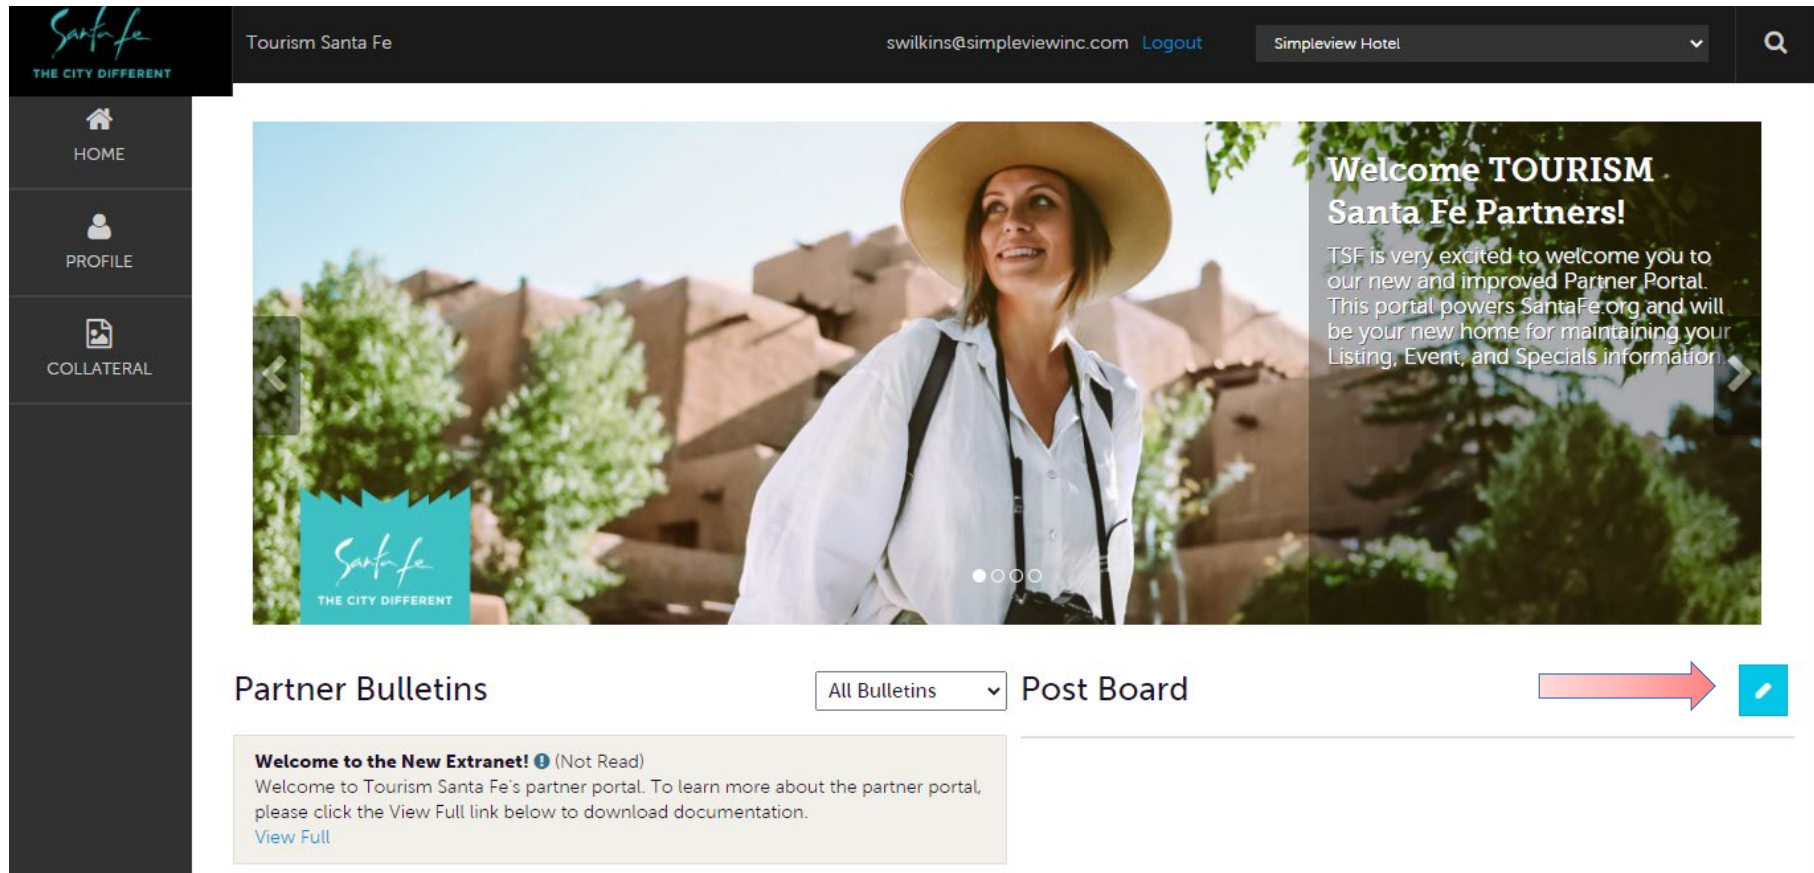 Santa Fe
THE CITY DIFFERENT
Tourism Santa Fe
swilkins@simpleviewinc.com Logout
Simpleview Hotel
HOME
PROFILE
COLLATERAL
Welcome TOURISM
Santa Fe Partners!
TSF is very excited to welcome you to
our new and improved Partner Portal.
This portal powers SantaFe.org and will
be your new home for maintaining your
Listing, Event, and Specials information.
Santa Fe
THE CITY DIFFERENT
Partner Bulletins
All Bulletins
Post Board
Welcome to the New Extranet! (Not Read)
Welcome to Tourism Santa Fe's partner portal. To learn more about the partner portal,
please click the View Full link below to download documentation.
View Full